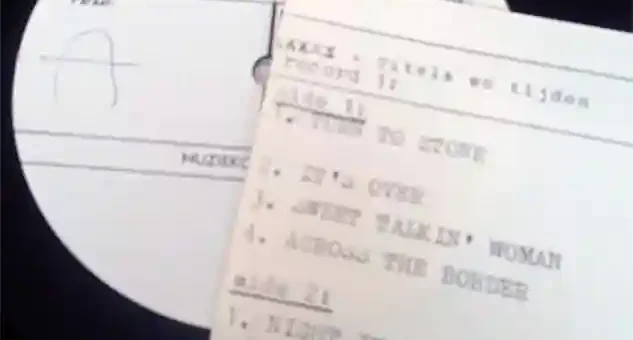 A
MUZIEKC
Titels en tijden
record 1:
side 1:
1. TURN TO STONE
2. IT'S OVER
3. SWEET TALKIN' WOMAN
4. ACROSS THE BORDER
side 2:
1. NIGHT